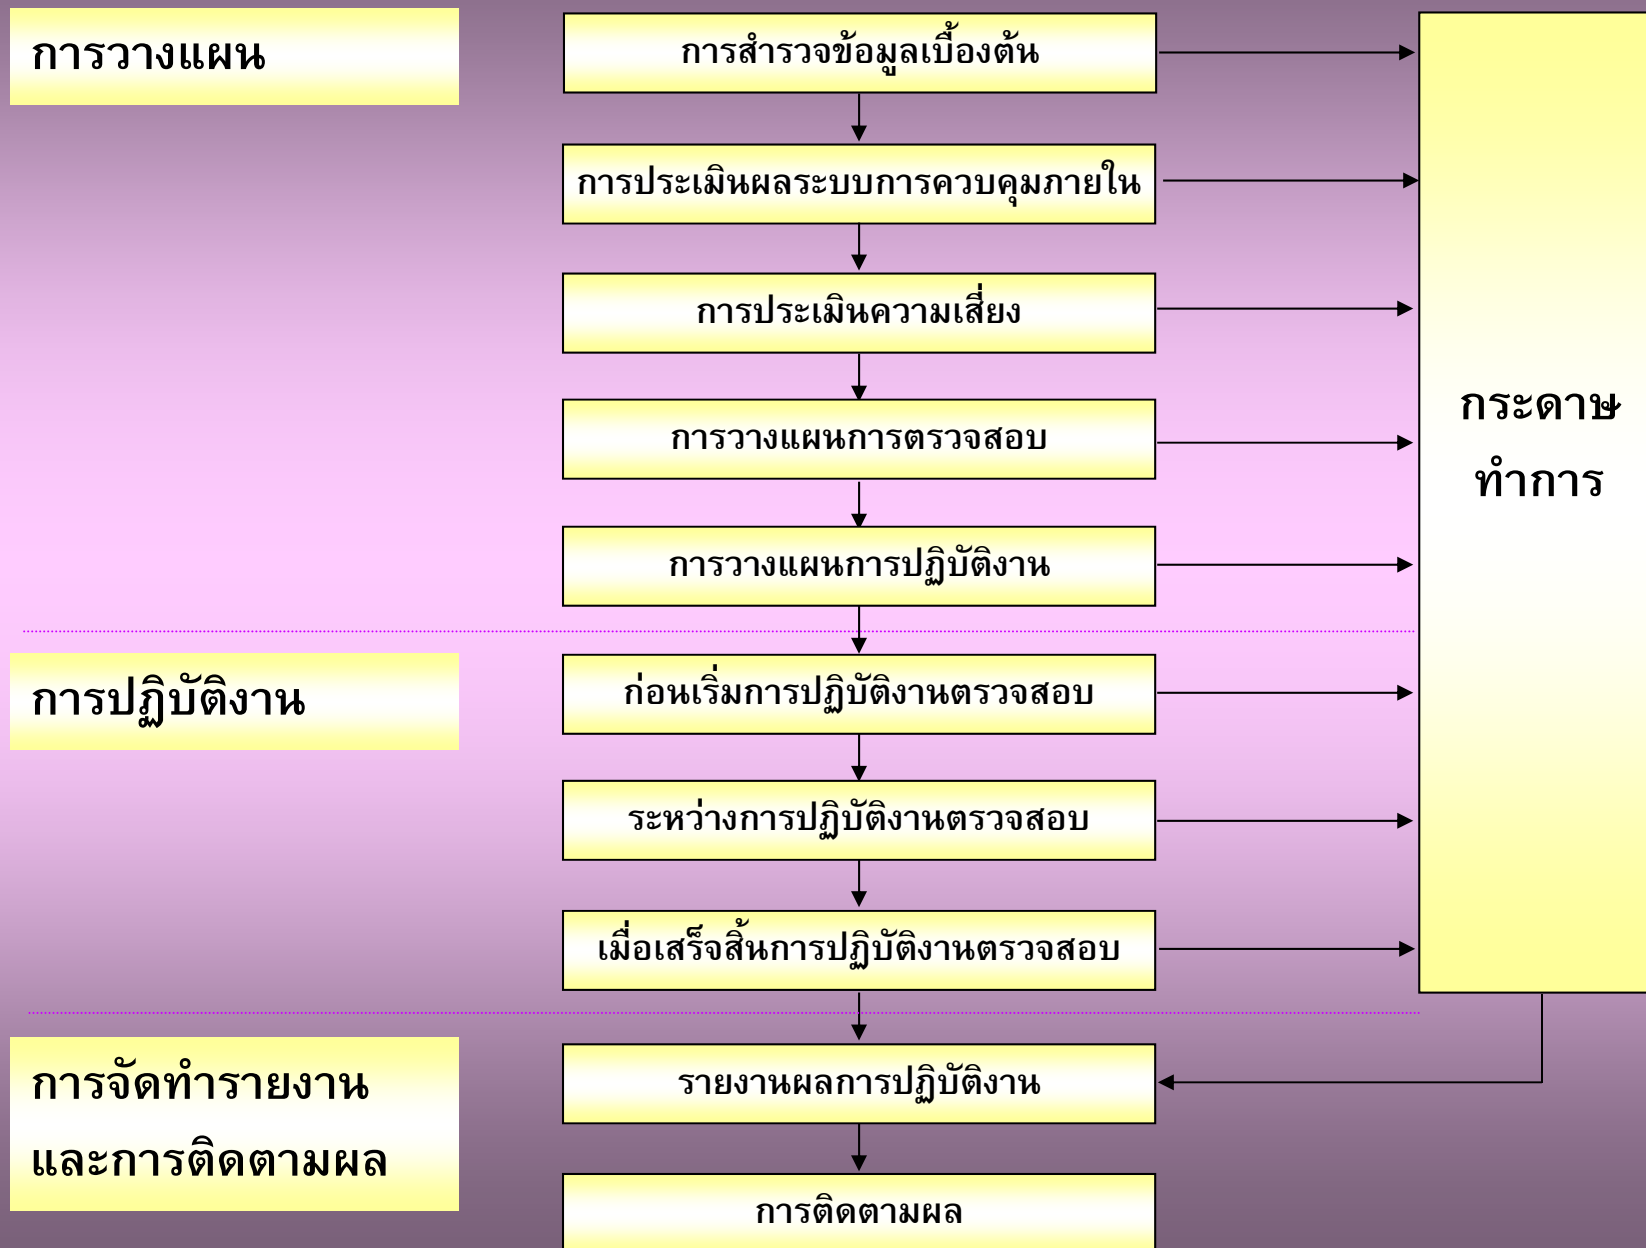 การวางแผน
การสำรวจข้อมูลเบื้องต้น
การประเมินผลระบบการควบคุมภายใน
การประเมินความเสี่ยง
การวางแผนการตรวจสอบ
การวางแผนการปฏิบัติงาน
กระดาษ
ทำการ
การปฏิบัติงาน
ก่อนเริ่มการปฏิบัติงานตรวจสอบ
ระหว่างการปฏิบัติงานตรวจสอบ
เมื่อเสร็จสิ้นการปฏิบัติงานตรวจสอบ
การจัดทำรายงาน
และการติดตามผล
รายงานผลการปฏิบัติงาน
การติดตามผล